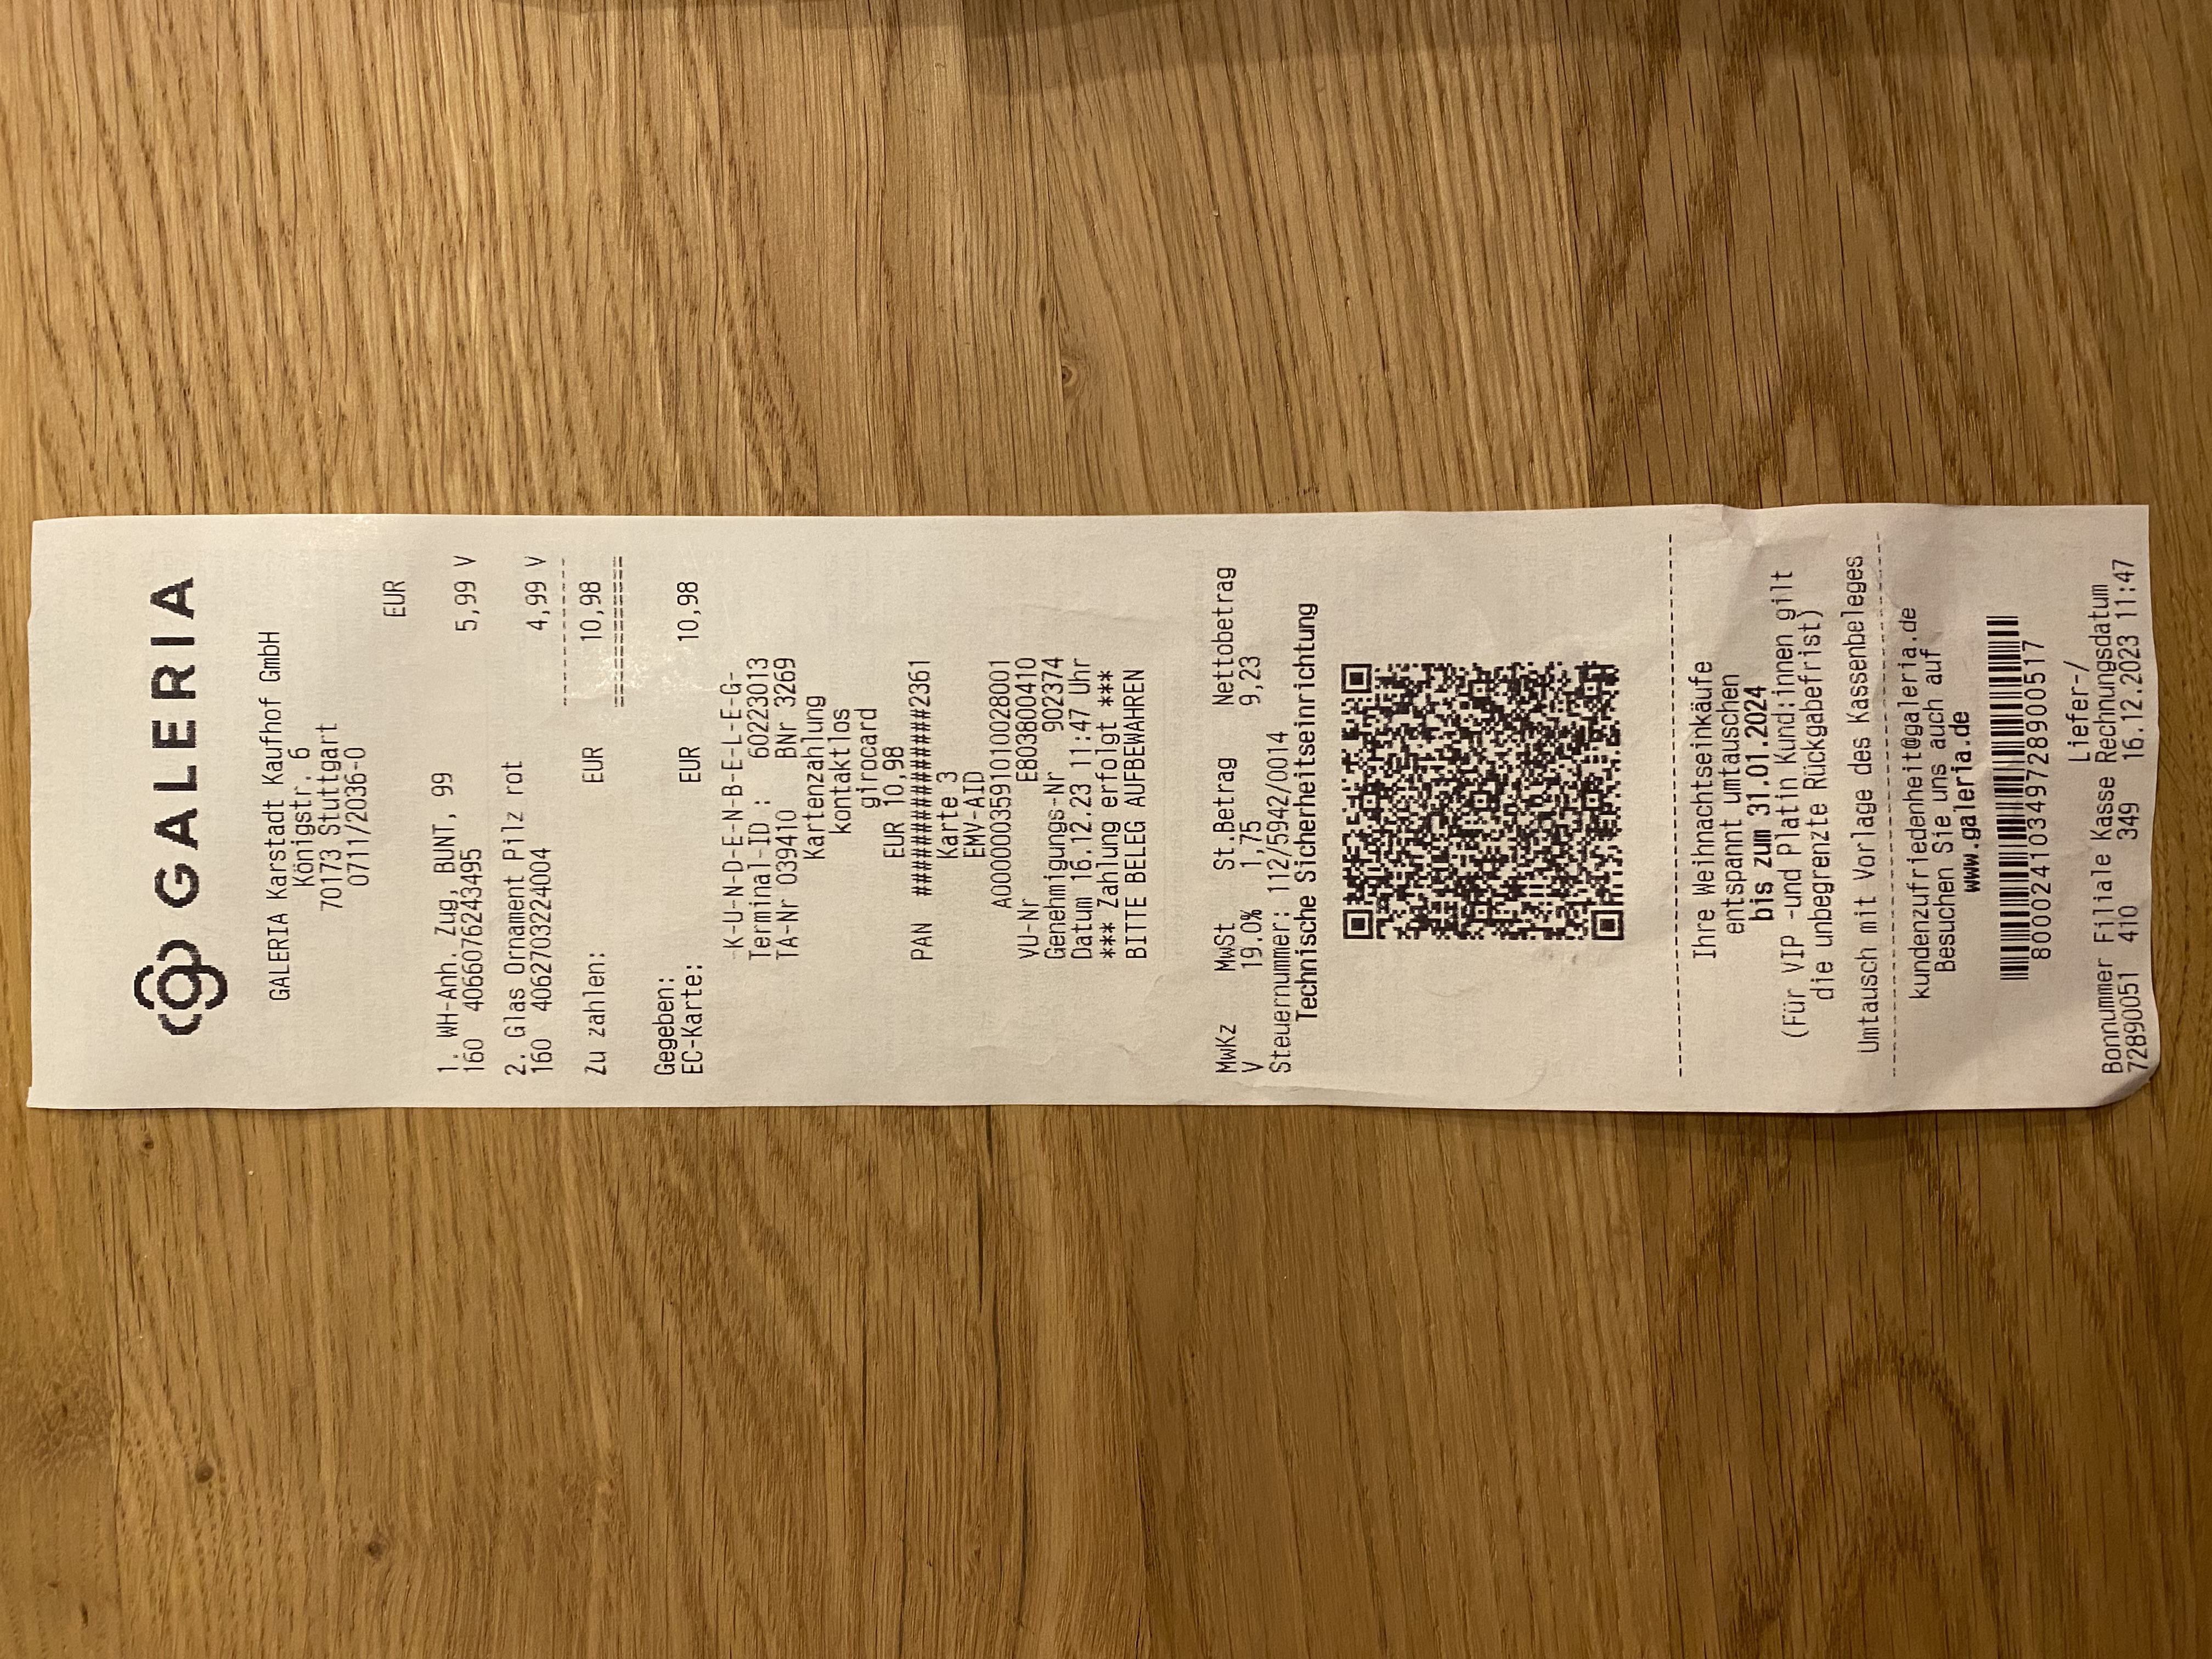 GALERIA
GALERIA Karstadt Kaufhof GmbH
Königstr. 6
70173 Stuttgart
0711/2036-0
EUR
1. WH-Anh. Zug, BUNT, 99
160 4066076243495 5,99 V
2. Glas Ornament Pilz rot
160 4062703224004 4,99 V
Zu zahlen: EUR 10,98
Gegeben:
EC-Karte: EUR 10,98
-K-U-N-D-E-N-B-E-L-E-G-
Terminal-ID : 60223013
TA-Nr 039410 BNr 3269
Kartenzahlung
kontaktlos
girocard
EUR 10,98
PAN ###############2361
Karte 3
EMV-AID
A0000003591010028001
VU-Nr E803800410
Genehmigungs-Nr 902374
Datum 16.12.23 11:47 Uhr
*** Zahlung erfolgt ***
BITTE BELEG AUFBEWAHREN
MwKz MwSt St.Betrag Nettobetrag
V 19.0% 1,75 9,23
Steuernummer: 112/5942/0014
Technische Sicherheitseinrichtung
Ihre Weihnachtseinkäufe
entspannt umtauschen
bis zum 31.01.2024
(Für VIP -und Platin Kund:innen gilt
die unbegrenzte Rückgabefrist)
Umtausch mit Vorlage des Kassenbeleges
kundenzufriedenheit@galeria.de
Besuchen Sie uns auch auf
www.galeria.de
80002410349728900517
Liefer-/
Bonnummer Filiale Kasse Rechnungsdatum
72890051 410 349 16.12.2023 11:47